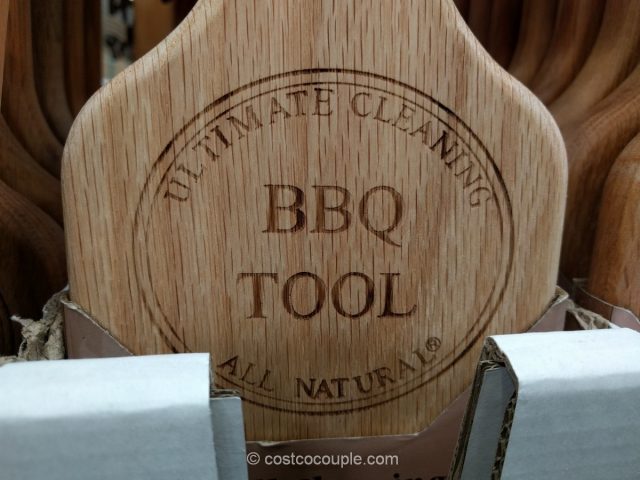 ULTIMATE CLEANING
BBQ
TOOL
ALL NATURAL®
© costcocouple.com